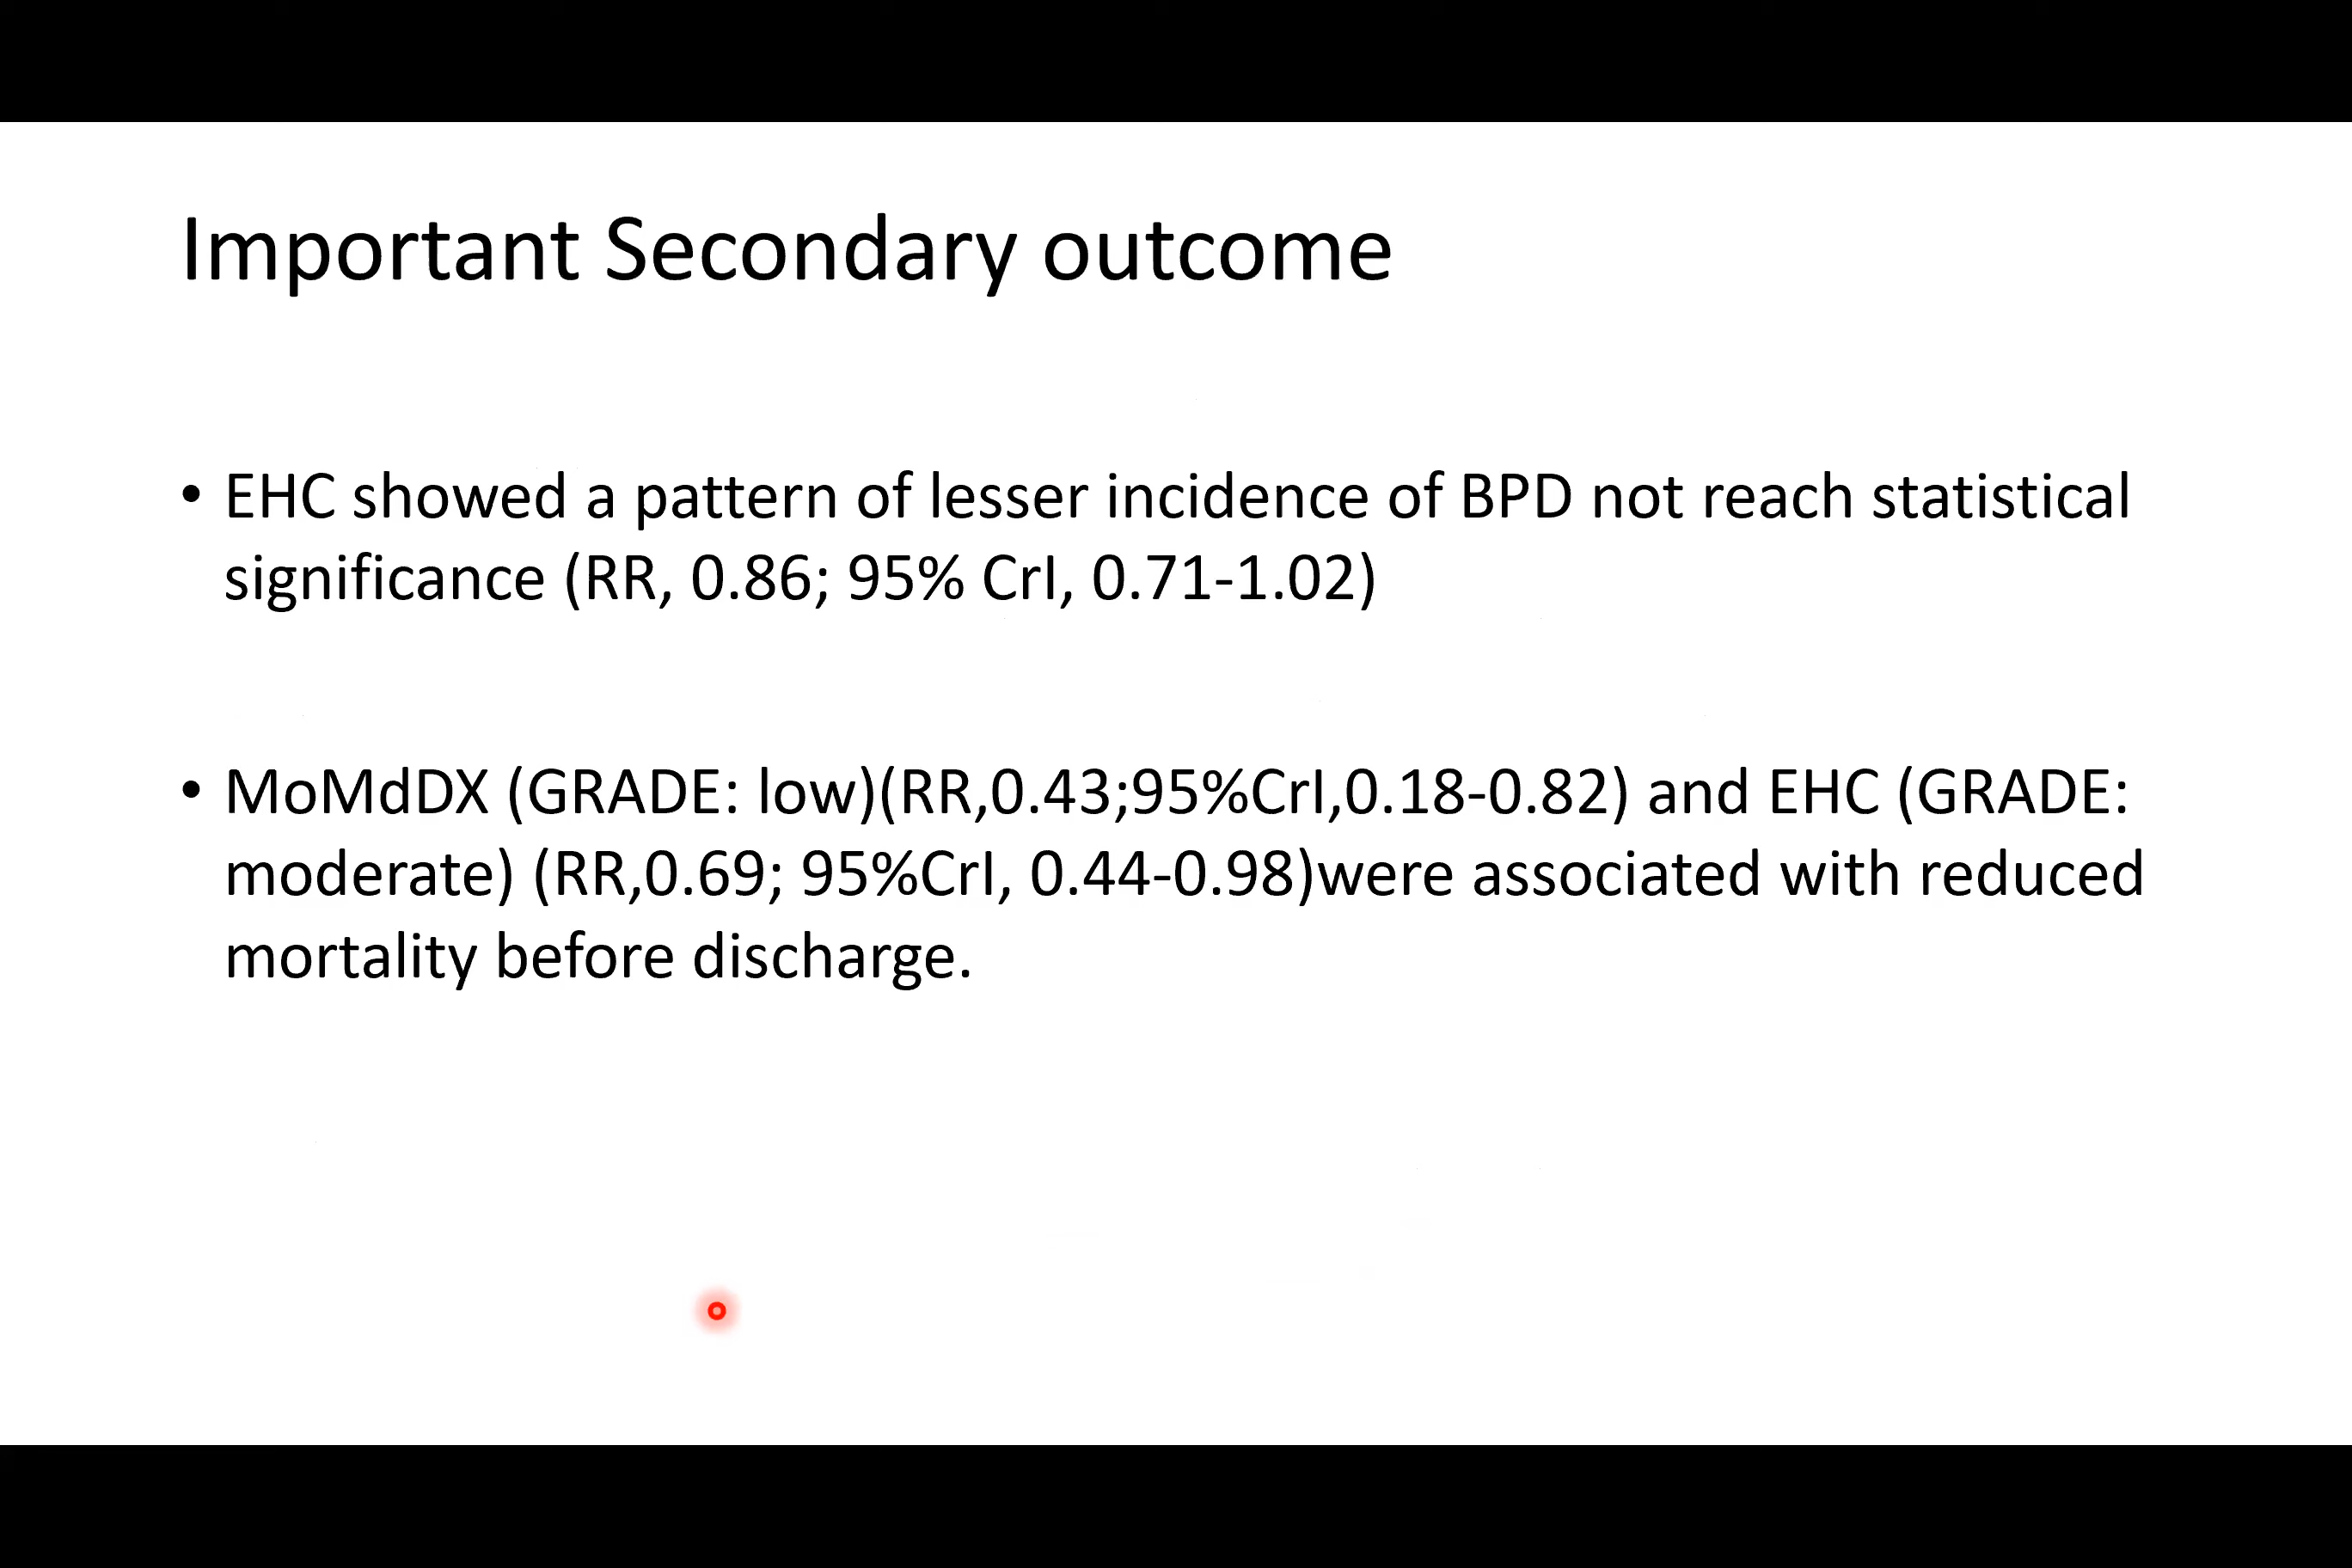 Important Secondary outcome
• EHC showed a pattern of lesser incidence of BPD not reach statistical
significance (RR, 0.86; 95% CrI, 0.71-1.02)
• MoMdDX (GRADE: low)(RR,0.43;95%CrI,0.18-0.82) and EHC (GRADE:
moderate) (RR,0.69; 95%CrI, 0.44-0.98)were associated with reduced
mortality before discharge.